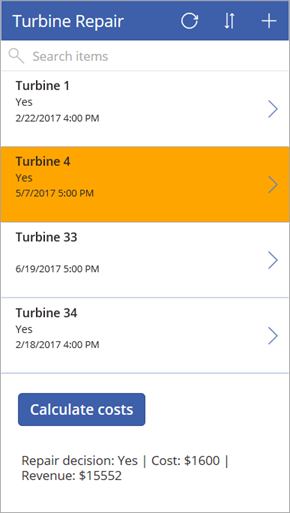 Turbine Repair
Search items
Turbine 1
Yes
2/22/2017 4:00 PM
Turbine 4
Yes
5/7/2017 5:00 PM
Turbine 33
6/19/2017 5:00 PM
Turbine 34
Yes
2/18/2017 4:00 PM
Calculate costs
Repair decision: Yes | Cost: $1600 |
Revenue: $15552